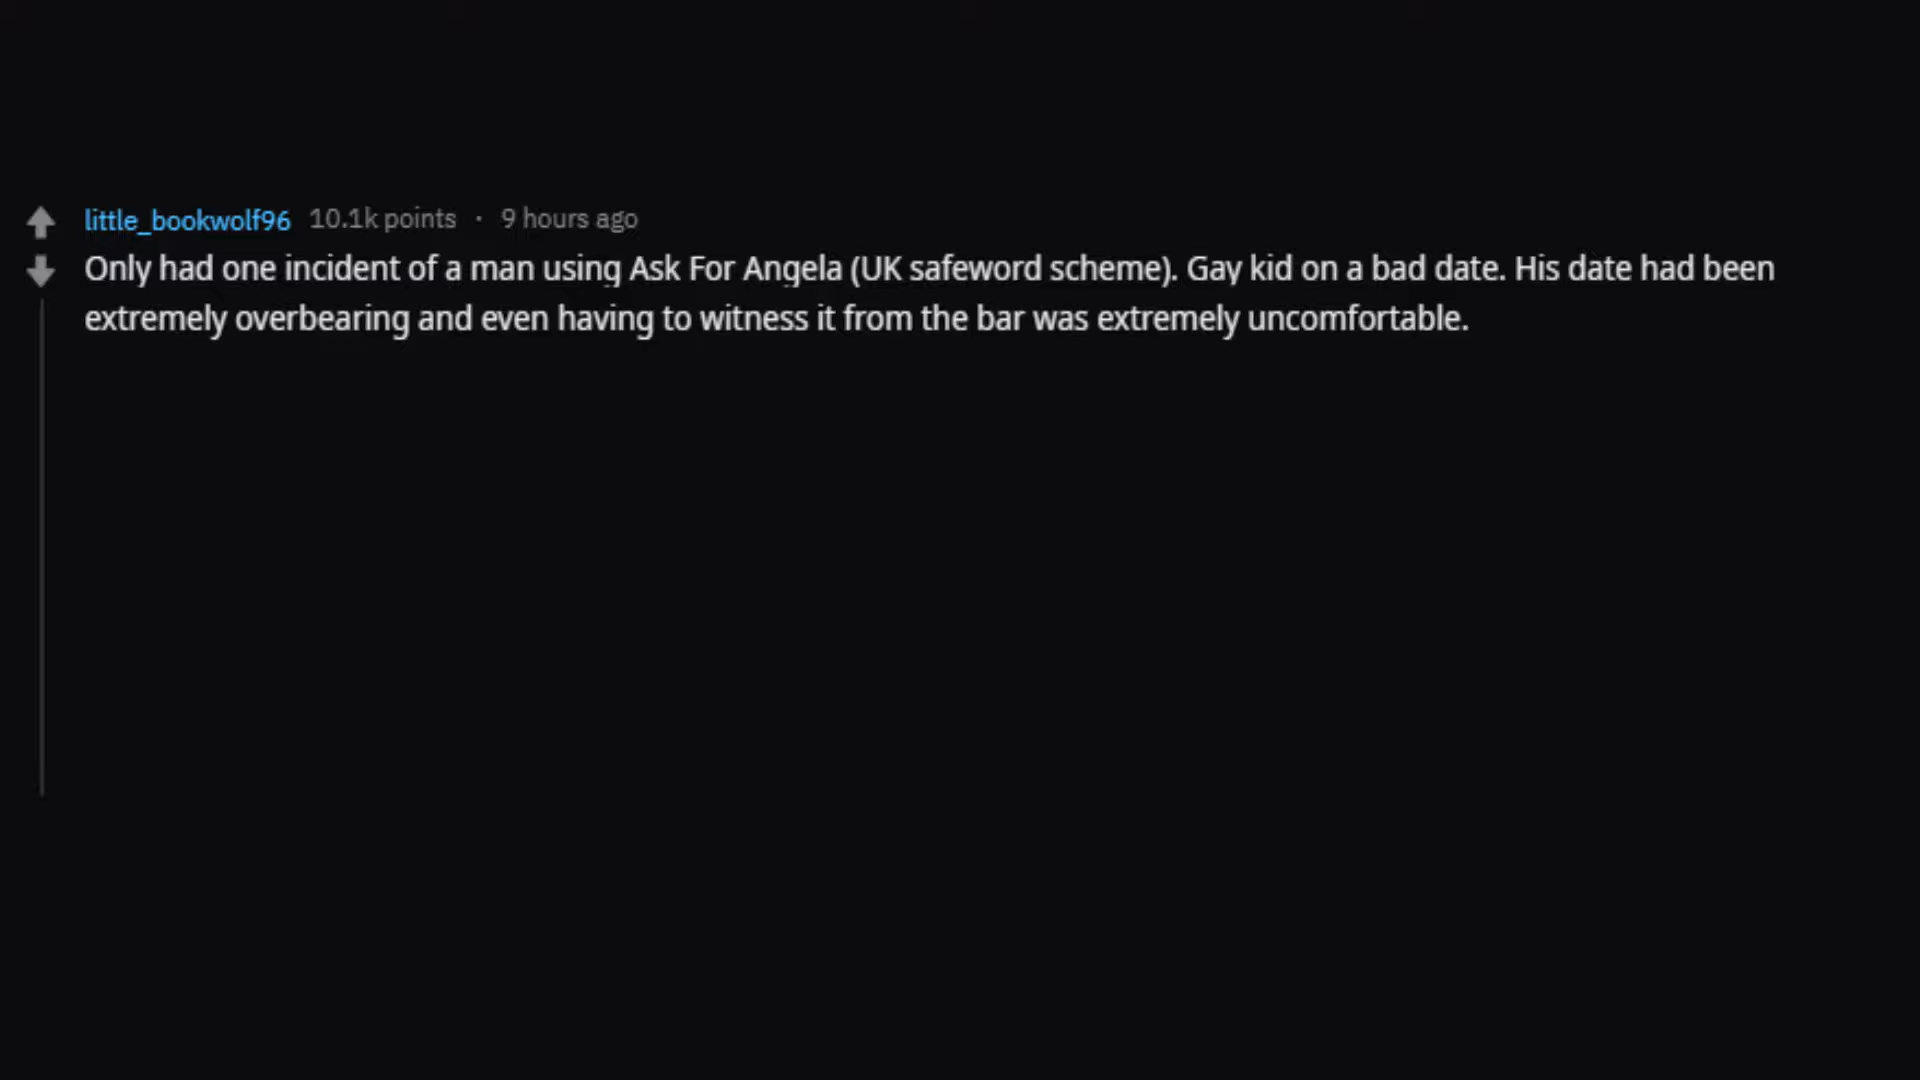 little_bookwolf96 10.1k points · 9 hours ago
Only had one incident of a man using Ask For Angela (UK safeword scheme). Gay kid on a bad date. His date had been
extremely overbearing and even having to witness it from the bar was extremely uncomfortable.